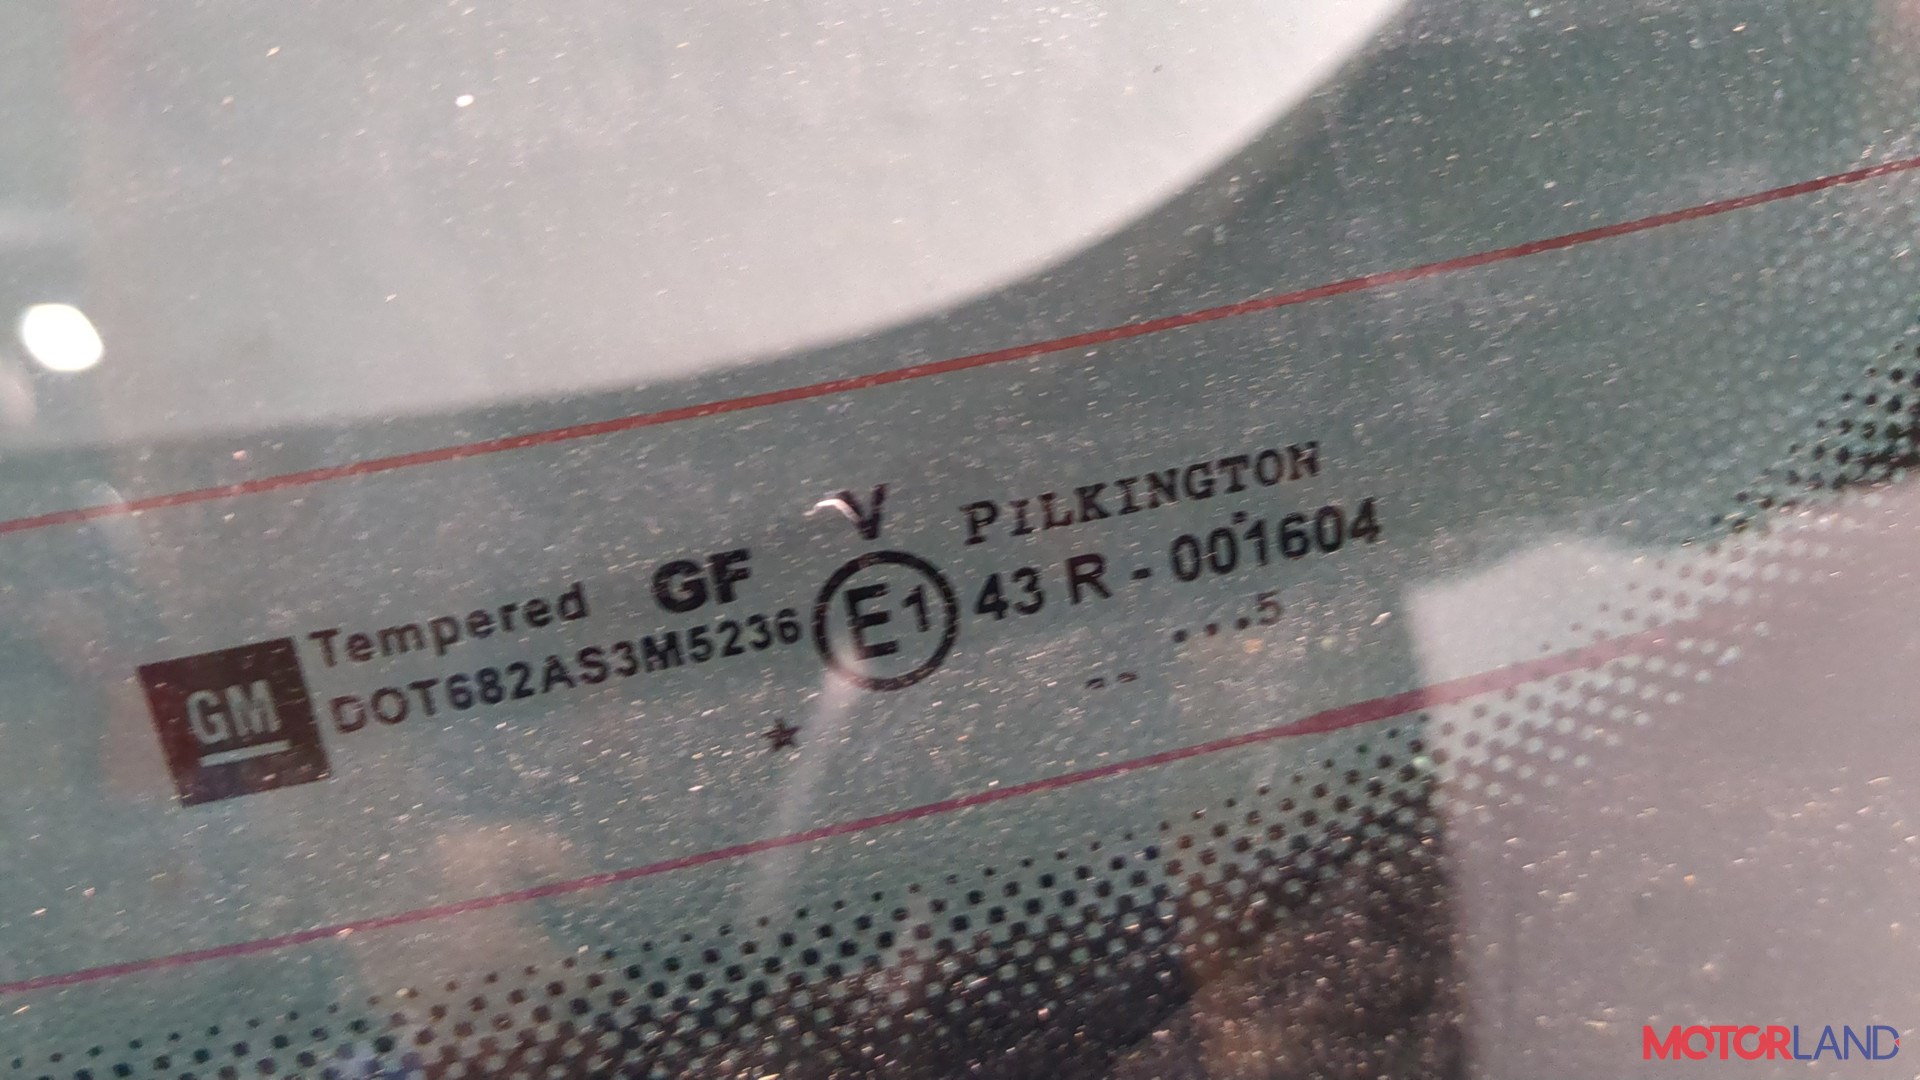 V PILKINGTON
Tempered GF
GM
DOT682AS3M5236 E1 43 R - 001604
...5
--
★
MOTORLAND